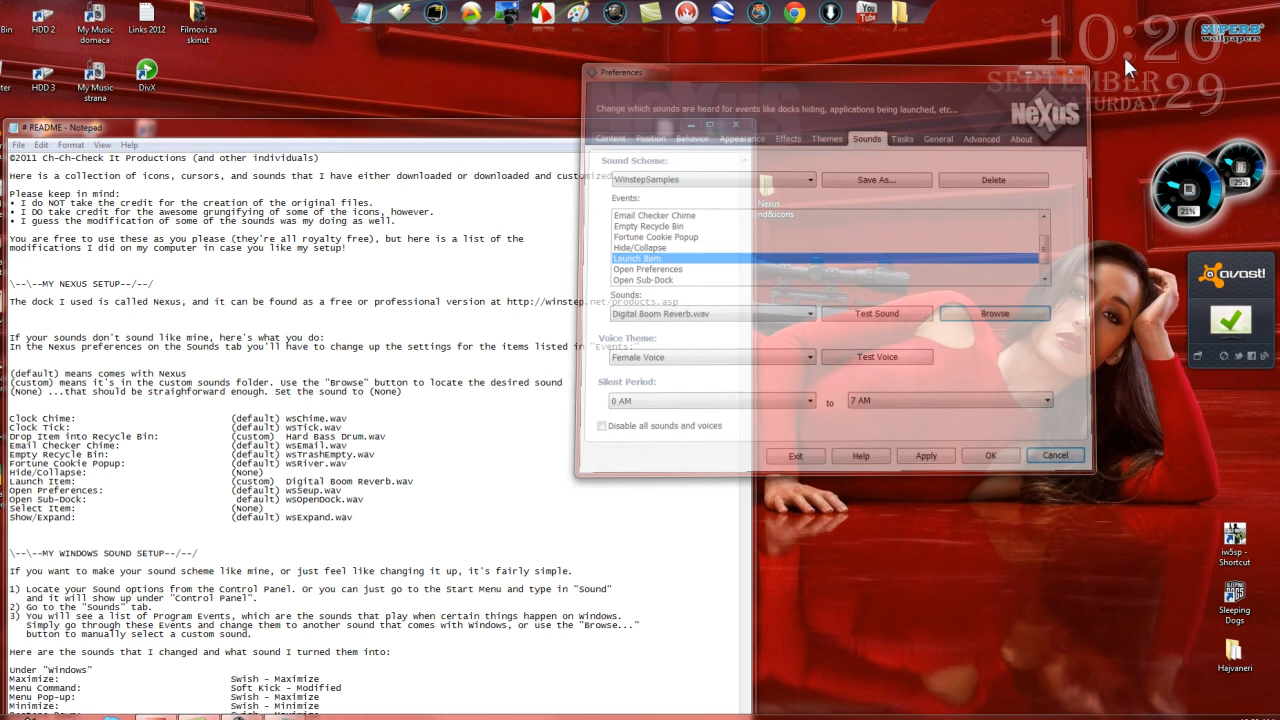 Bin
HDD 2
My Music
domaca
Links 2012
Filmovi za
skinut
HDD 3
My Music
strana
DivX
You
Tube
10:20
SEPTEMBER
29
SUPERB
wallpapers
# README - Notepad
File Edit Format View Help
©2011 Ch-Ch-Check It Productions (and other individuals)
Here is a collection of icons, cursors, and sounds that I have either downloaded or downloaded and customized
Please keep in mind:
• I do NOT take the credit for the creation of the original files.
• I DO take credit for the awesome grungifying of some of the icons, however.
• I guess the modification of some of the sounds was my doing as well.
You are free to use these as you please (they're all royalty free), but here is a list of the
modifications I did on my computer in case you like my setup!
\--\--MY NEXUS SETUP--/--/
The dock I used is called Nexus, and it can be found as a free or professional version at http://winstep.net/products.asp
If your sounds don't sound like mine, here's what you do:
In the Nexus preferences on the Sounds tab you'll have to change up the settings for the items listed in "Events:"
(default) means comes with Nexus
(custom) means it's in the custom sounds folder. Use the "Browse" button to locate the desired sound
(None) ...that should be straighforward enough. Set the sound to (None)
Clock Chime: (default) wsChime.wav
Clock Tick: (default) wsTick.wav
Drop Item into Recycle Bin: (custom) Hard Bass Drum.wav
Email Checker Chime: (default) wsEmail.wav
Empty Recycle Bin: (default) wsTrashEmpty.wav
Fortune Cookie Popup: (default) wsRiver.wav
Hide/Collapse: (None)
Launch Item: (custom) Digital Boom Reverb.wav
Open Preferences: (default) wsSeup.wav
Open Sub-Dock: default) wsOpenDock.wav
Select Item: (None)
Show/Expand: (default) wsExpand.wav
\--\--MY WINDOWS SOUND SETUP--/--/
If you want to make your sound scheme like mine, or just feel like changing it up, it's fairly simple.
1) Locate your Sound options from the Control Panel. Or you can just go to the Start Menu and type in "Sound"
and it will show up under "Control Panel".
2) Go to the "Sounds" tab.
3) You will see a list of Program Events, which are the sounds that play when certain things happen on Windows.
Simply go through these Events and change them to another sound that comes with Windows, or use the "Browse..."
button to manually select a custom sound.
Here are the sounds that I changed and what sound I turned them into:
Under "Windows"
Maximize: Swish - Maximize
Menu Command: Soft Kick - Modified
Menu Pop-up: Swish - Maximize
Minimize: Swish - Minimize
Preferences
Change which sounds are heard for events like docks hiding, applications being launched, etc...
NeXuS
Content Position Behavior Appearance Effects Themes Sounds Tasks General Advanced About
Sound Scheme:
WinstepSamples Save As... Delete
Events:
Email Checker Chime
Empty Recycle Bin
Fortune Cookie Popup
Hide/Collapse
Launch Item
Open Preferences
Open Sub-Dock
Sounds:
Digital Boom Reverb.wav Test Sound Browse
Voice Theme:
Female Voice Test Voice
Silent Period:
0 AM to 7 AM
Disable all sounds and voices
Exit Help Apply OK Cancel
Nexus
21%
25%
avast!
iw5sp -
Shortcut
Sleeping
Dogs
Hajvaneri